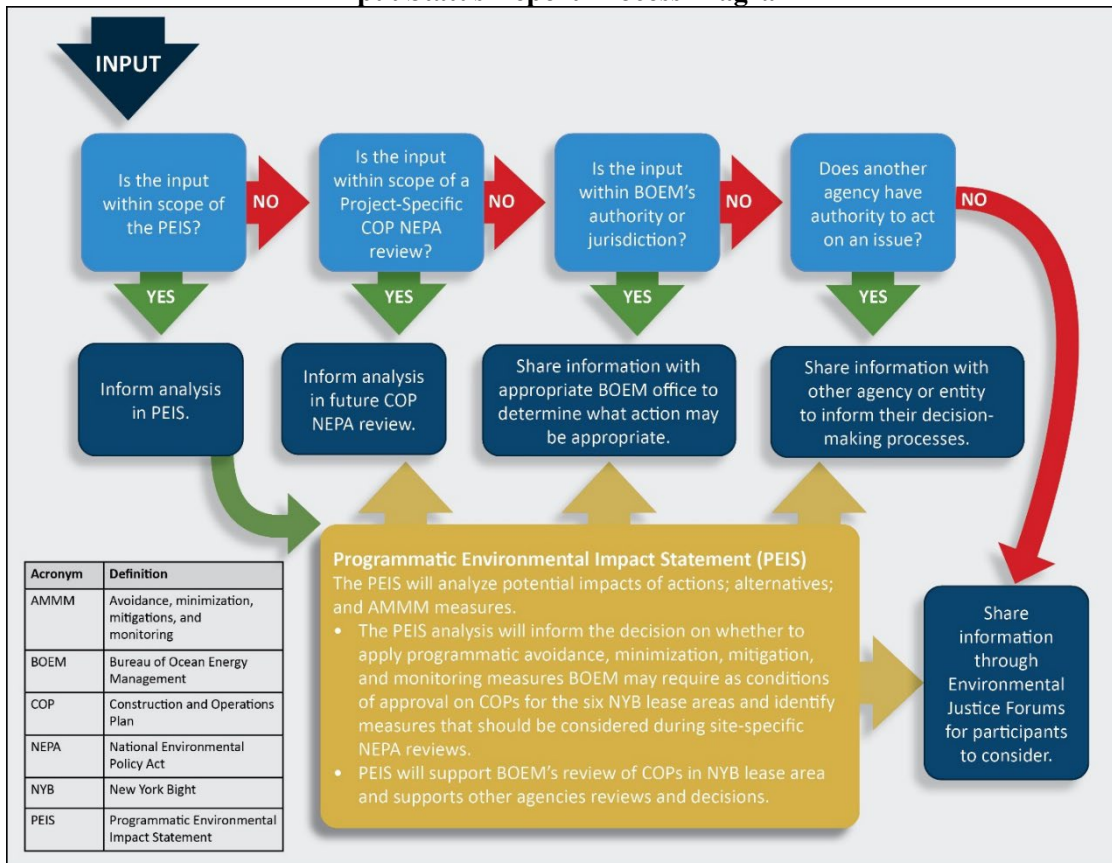 INPUT
Is the input
within scope of
the PEIS?
NO
Is the input
within scope of a
Project-Specific
COP NEPA
review?
NO
Is the input
within BOEM's
authority or
jurisdiction?
NO
Does another
agency have
authority to act
on an issue?
NO
YES
YES
YES
YES
Inform analysis
in PEIS.
Inform analysis
in future COP
NEPA review.
Share information with
appropriate BOEM office to
determine what action may
be appropriate.
Share information with
other agency or entity
to inform their decision-
making processes.
Programmatic Environmental Impact Statement (PEIS)
The PEIS will analyze potential impacts of actions; alternatives;
and AMMM measures.
• The PEIS analysis will inform the decision on whether to
apply programmatic avoidance, minimization, mitigation,
and monitoring measures BOEM may require as conditions
of approval on COPs for the six NYB lease areas and identify
measures that should be considered during site-specific
NEPA reviews.
• PEIS will support BOEM's review of COPs in NYB lease area
and supports other agencies reviews and decisions.
Share
information
through
Environmental
Justice Forums
for participants
to consider.
Acronym Definition
AMMM Avoidance, minimization,
mitigations, and
monitoring
BOEM Bureau of Ocean Energy
Management
COP Construction and Operations
Plan
NEPA National Environmental
Policy Act
NYB New York Bight
PEIS Programmatic Environmental
Impact Statement